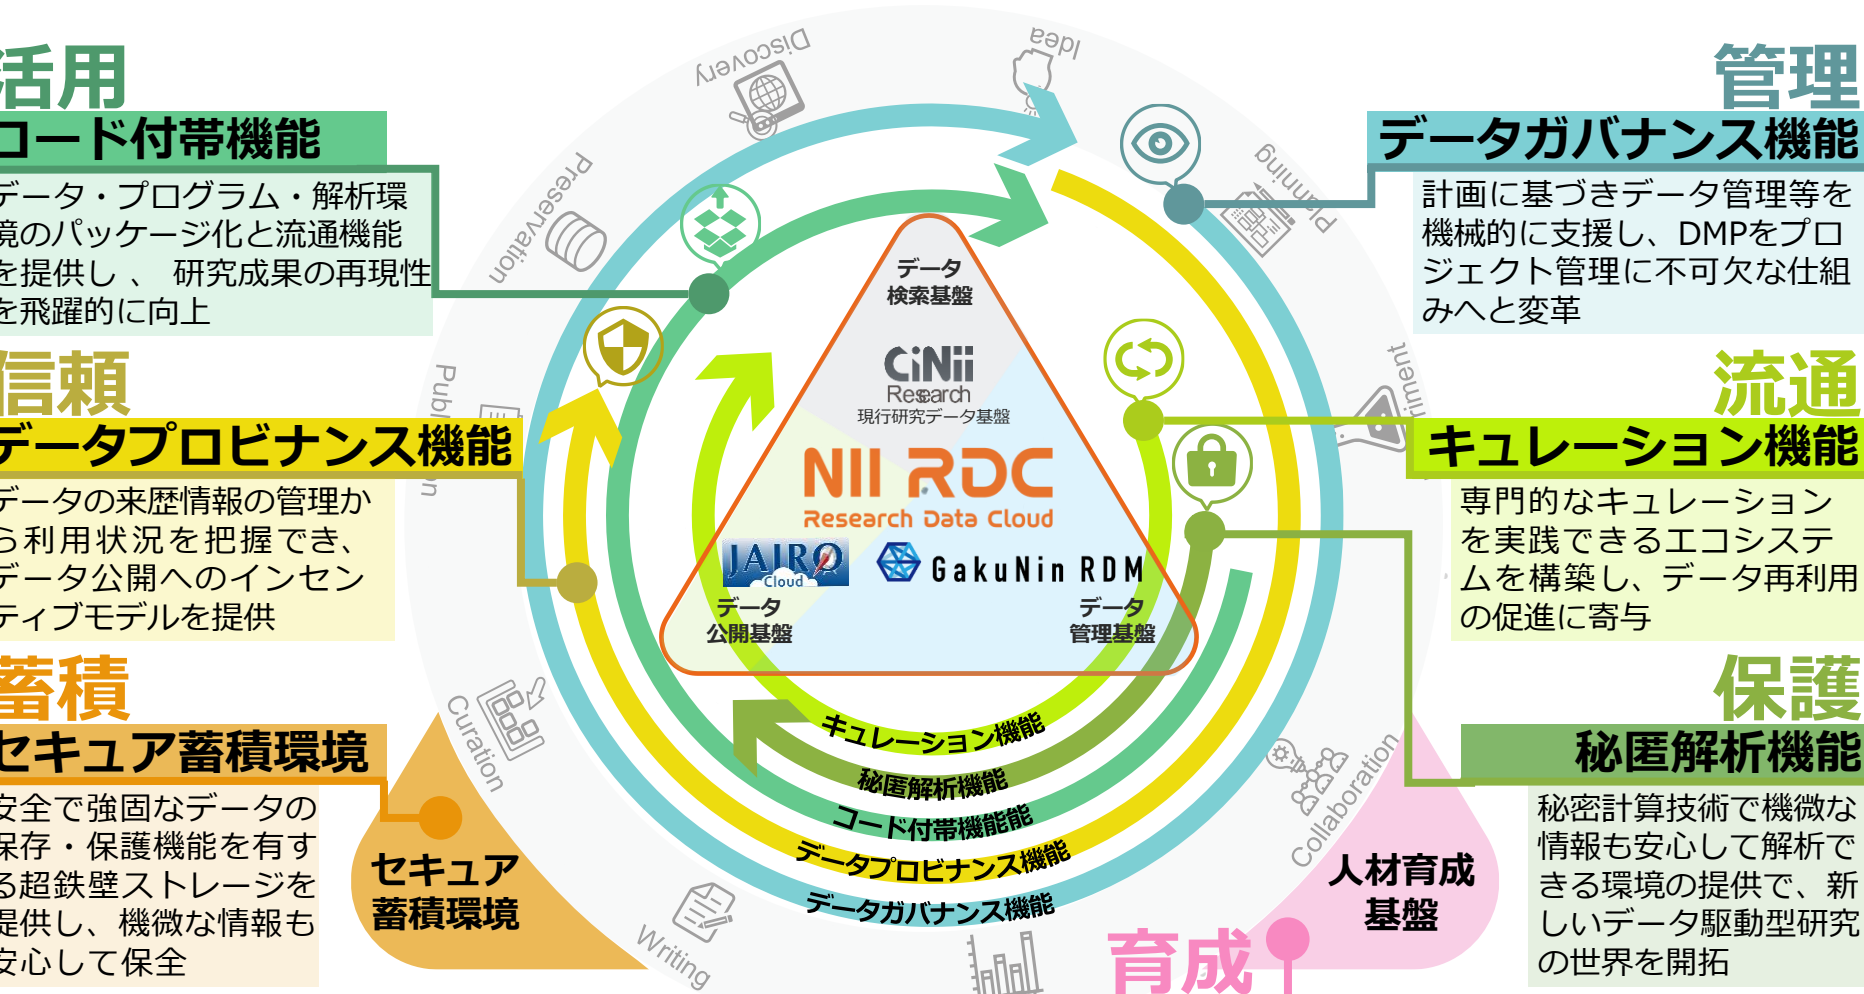 活用
コード付帯機能
データ・プログラム・解析環
境のパッケージ化と流通機能
を提供し 、 研究成果の再現性
を飛躍的に向上
信頼
データプロビナンス機能
データの来歴情報の管理か
ら利用状況を把握でき、
データ公開へのインセン
ティブモデルを提供
蓄積
セキュア蓄積環境
安全で強固なデータの
保存・保護機能を有す
る超鉄壁ストレージを
提供し、機微な情報も
安心して保全
セキュア
蓄積環境
Discovery
Idea
Preservation
Planning
Curation
Collaboration
Writing
データ
検索基盤
CiNii
Research
現行研究データ基盤
NII RDC
Research Data Cloud
JAIRO
Cloud
GakuNin RDM
データ
公開基盤
データ
管理基盤
キュレーション機能
秘匿解析機能
コード付帯機能能
データプロビナンス機能
データガバナンス機能
管理
データガバナンス機能
計画に基づきデータ管理等を
機械的に支援し、DMPをプロ
ジェクト管理に不可欠な仕組
みへと変革
流通
キュレーション機能
専門的なキュレーション
を実践できるエコシステ
ムを構築し、データ再利用
の促進に寄与
保護
秘匿解析機能
秘密計算技術で機微な
情報も安心して解析で
きる環境の提供で、新
しいデータ駆動型研究
の世界を開拓
人材育成
基盤
育成